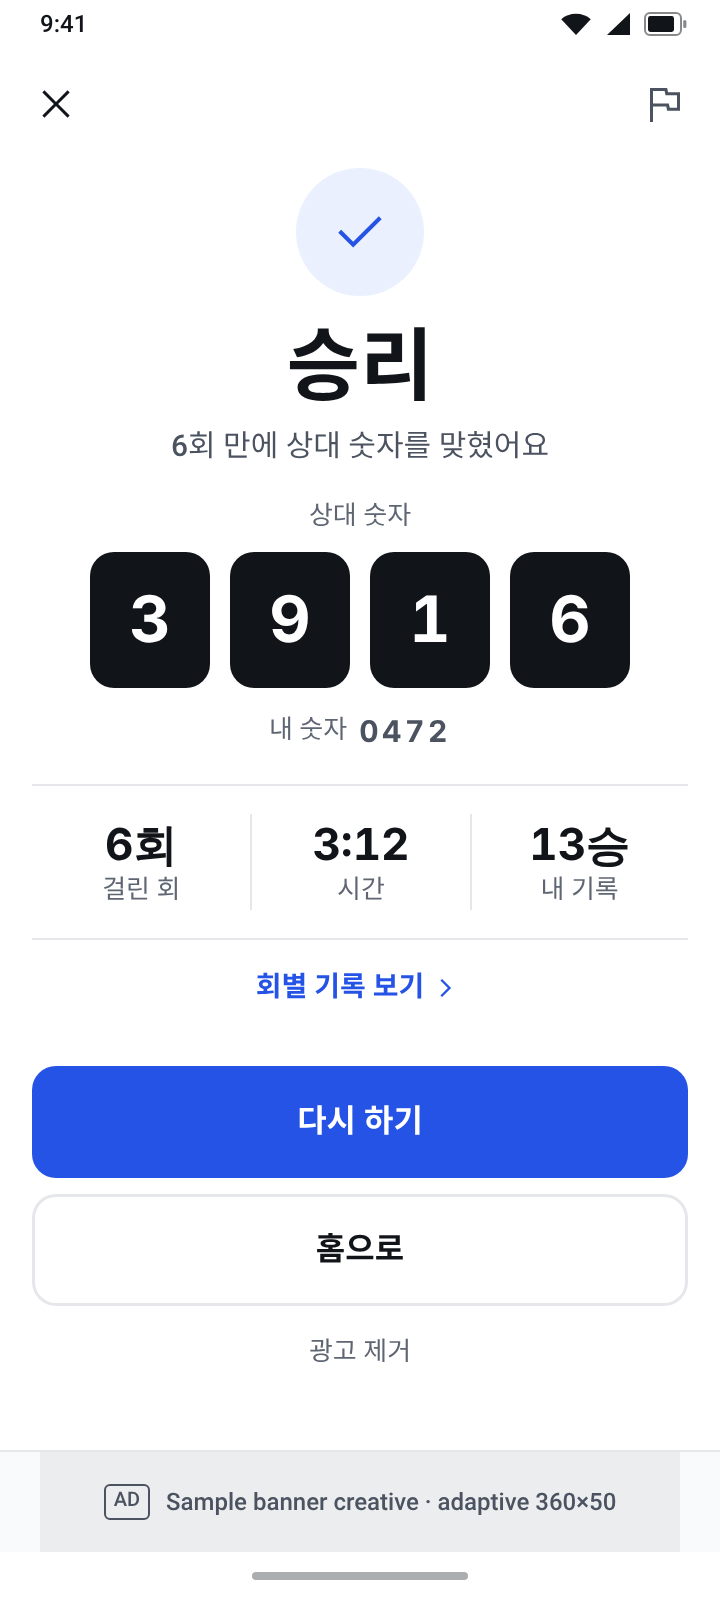 9:41
승리
6회 만에 상대 숫자를 맞혔어요
상대 숫자
3 9 1 6
내 숫자 0472
6회 3:12 13승
걸린 회 시간 내 기록
회별 기록 보기
다시 하기
홈으로
광고 제거
AD Sample banner creative · adaptive 360×50